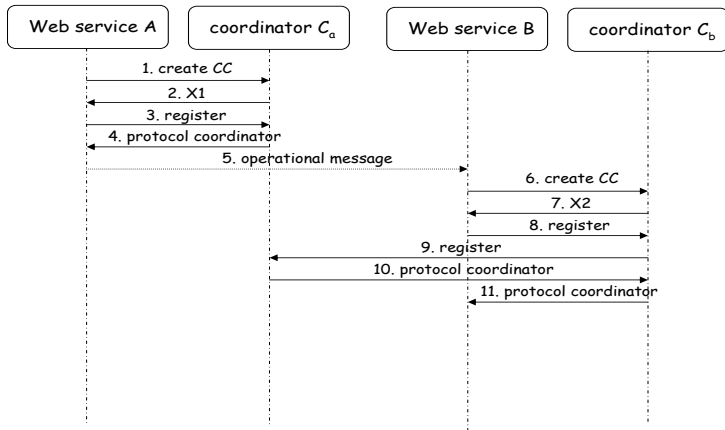 Web service A
coordinator Ca
Web service B
coordinator Cb
1. create CC
2. X1
3. register
4. protocol coordinator
5. operational message
6. create CC
7. X2
8. register
9. register
10. protocol coordinator
11. protocol coordinator